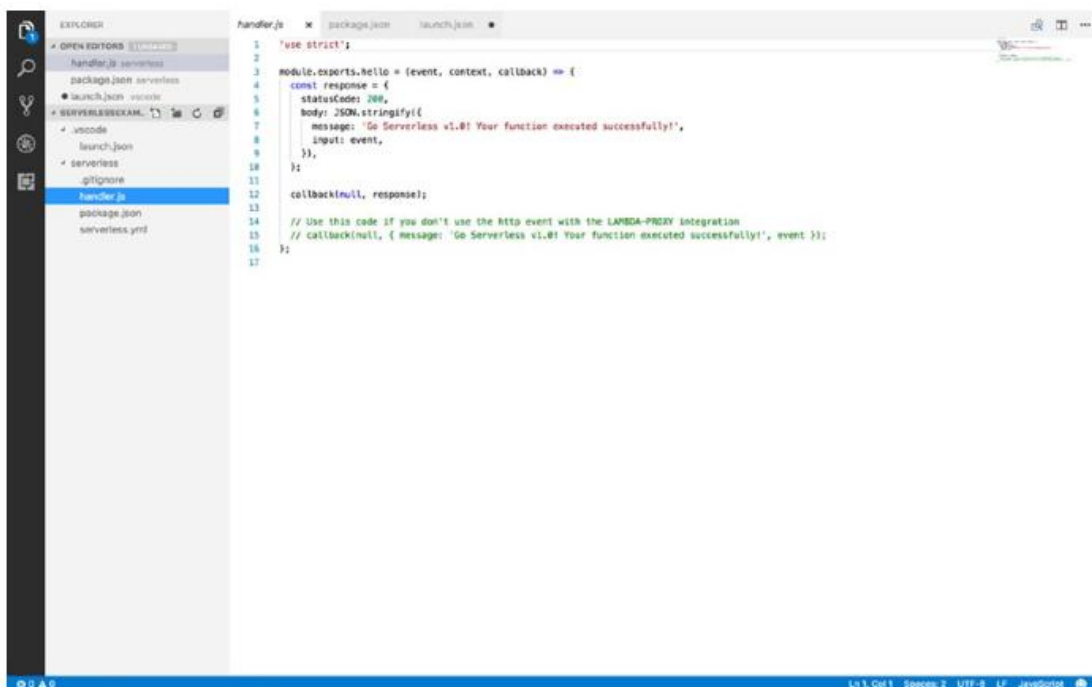 EXPLORER
OPEN EDITORS 1 UNSAVED
handler.js serverless
package.json serverless
launch.json .vscode
SERVERLESSEXAM...
.vscode
launch.json
serverless
.gitignore
handler.js
package.json
serverless.yml
handler.js package.json launch.json
1 'use strict';
2
3 module.exports.hello = (event, context, callback) => {
4 const response = {
5 statusCode: 200,
6 body: JSON.stringify({
7 message: 'Go Serverless v1.0! Your function executed successfully!',
8 input: event,
9 }),
10 };
11
12 callback(null, response);
13
14 // Use this code if you don't use the http event with the LAMBDA-PROXY integration
15 // callback(null, { message: 'Go Serverless v1.0! Your function executed successfully!', event });
16 };
17
0 0 Ln 1, Col 1 Spaces: 2 UTF-8 LF JavaScript